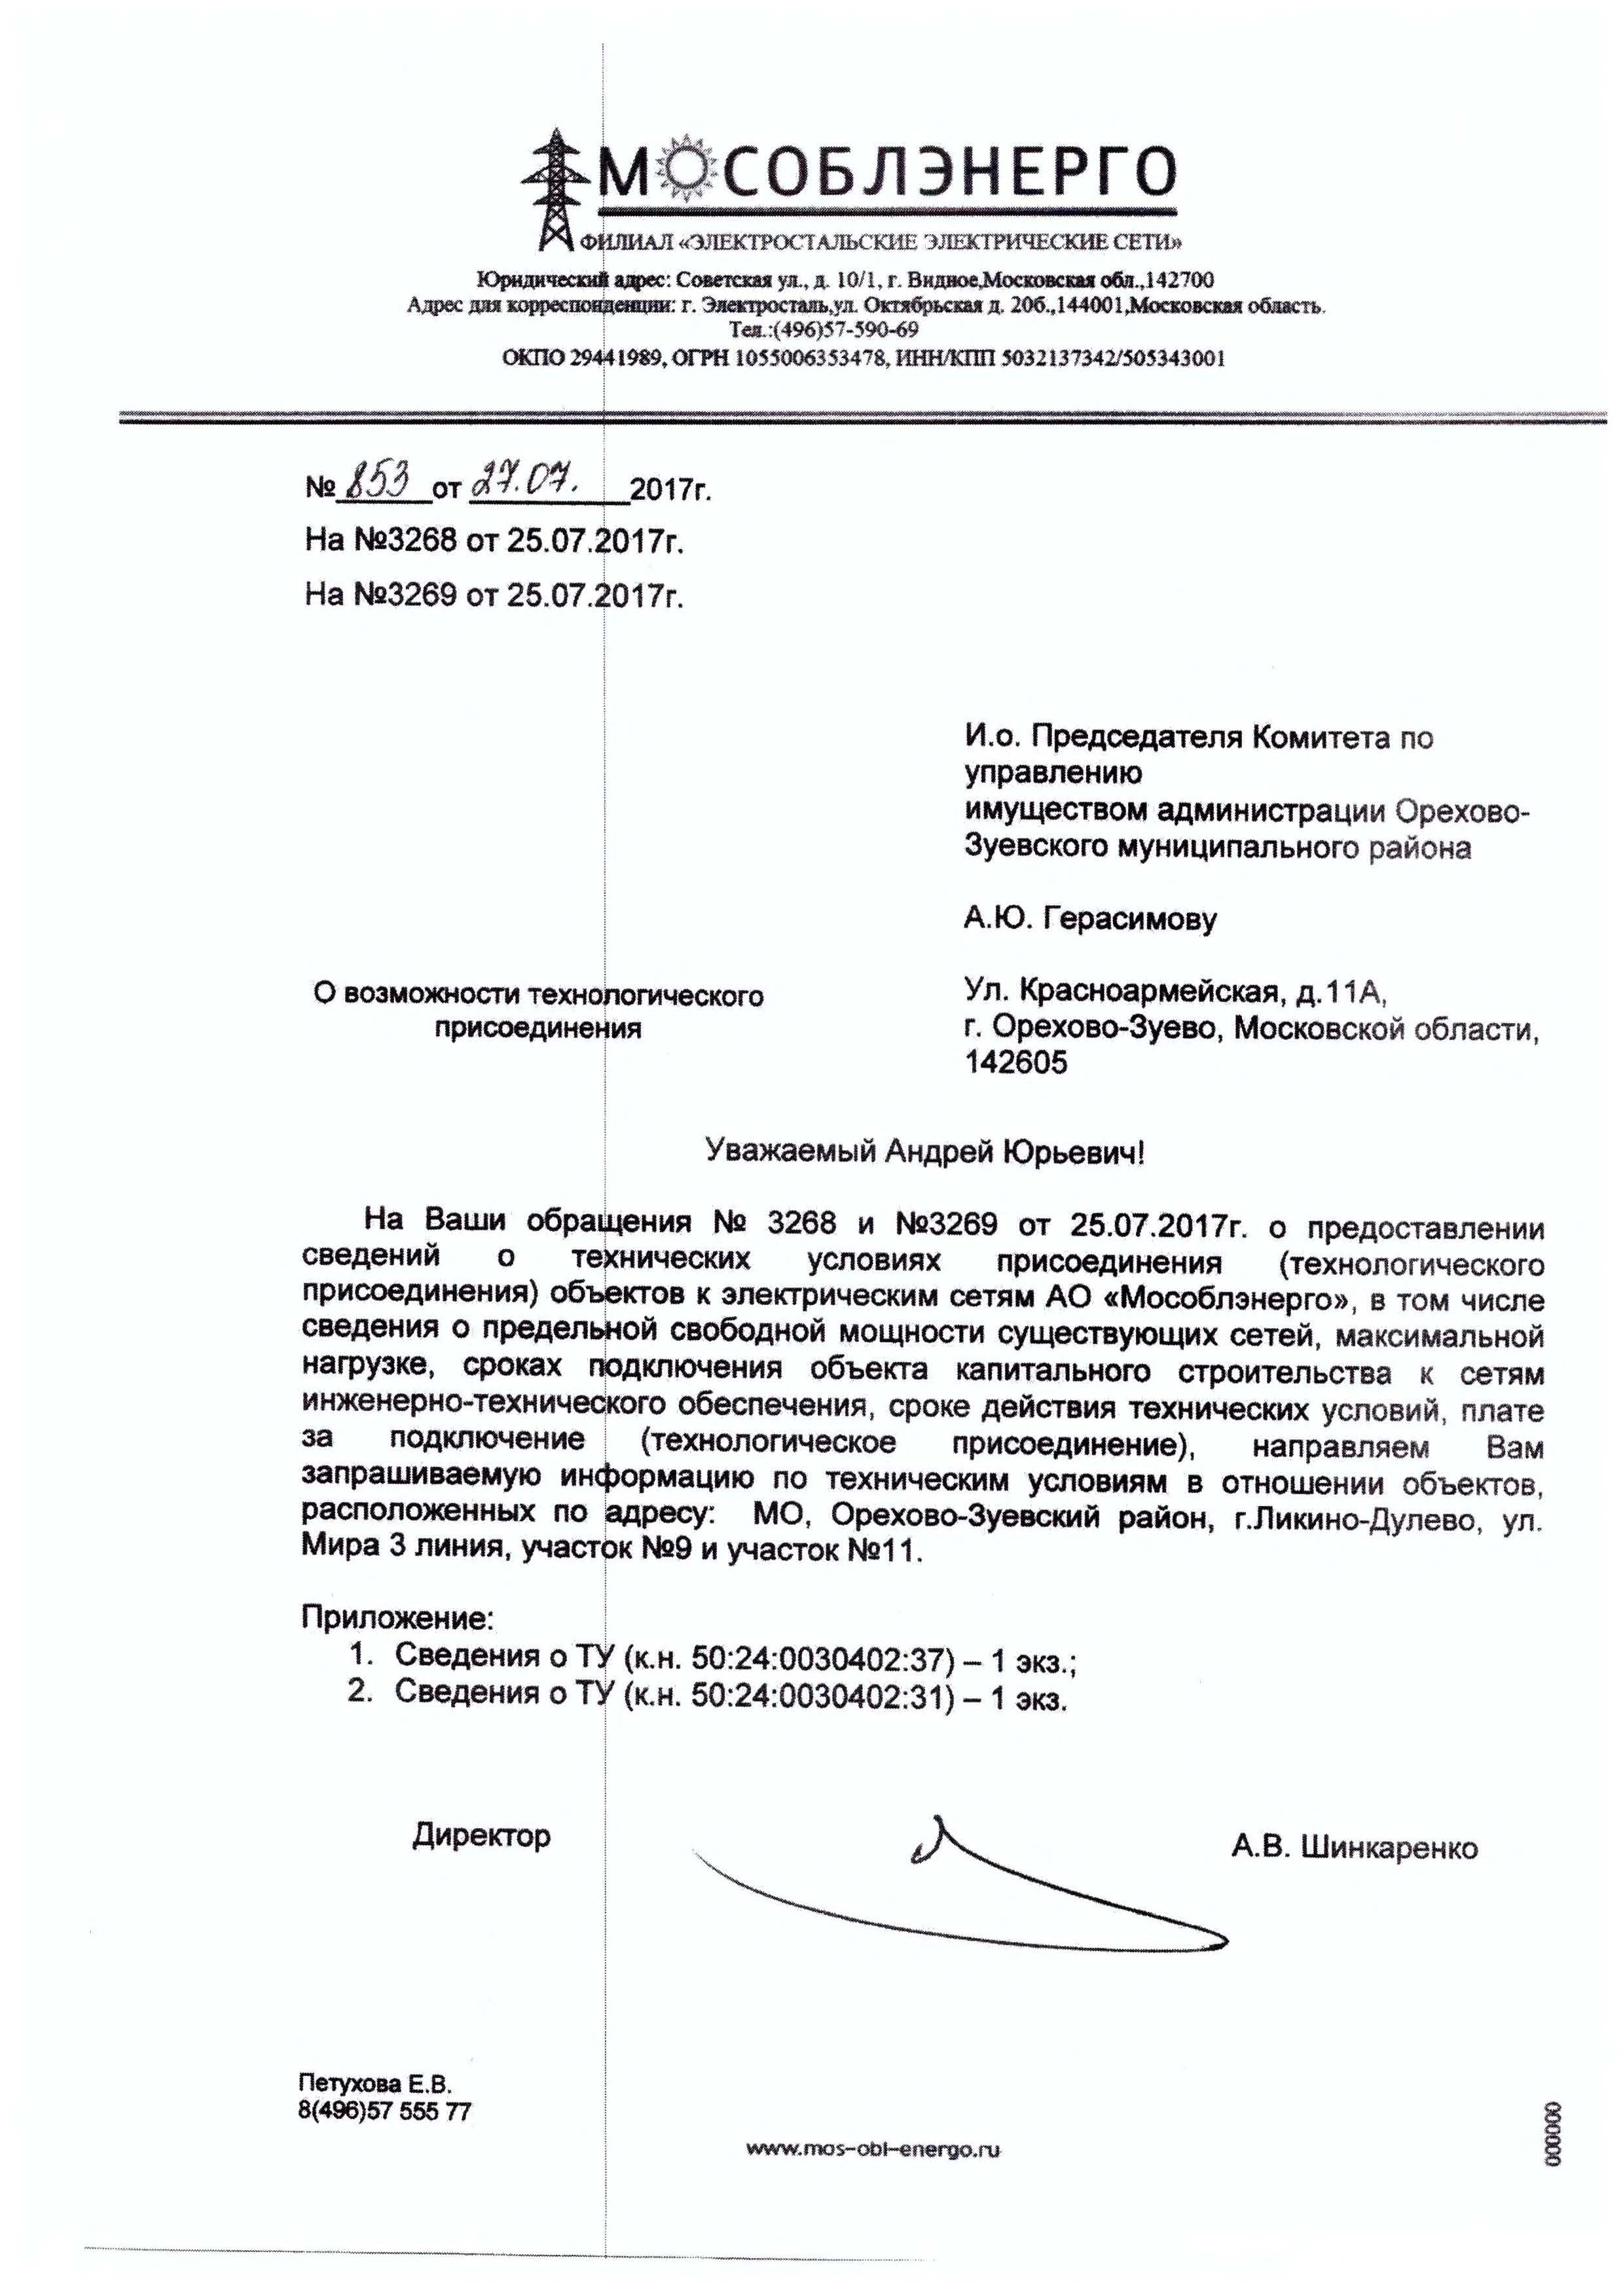 МОСОБЛЭНЕРГО
ФИЛИАЛ «ЭЛЕКТРОСТАЛЬСКИЕ ЭЛЕКТРИЧЕСКИЕ СЕТИ»
Юридический адрес: Советская ул., д. 10/1, г. Видное,Московская обл.,142700
Адрес для корреспонденции: г. Электросталь,ул. Октябрьская д. 20б.,144001,Московская область.
Тел.:(496)57-590-69
ОКПО 29441989, ОГРН 1055006353478, ИНН/КПП 5032137342/505343001
№ 853 от 27.07. 2017г.
На №3268 от 25.07.2017г.
На №3269 от 25.07.2017г.
И.о. Председателя Комитета по
управлению
имуществом администрации Орехово-
Зуевского муниципального района
А.Ю. Герасимову
Ул. Красноармейская, д.11А,
г. Орехово-Зуево, Московской области,
142605
О возможности технологического
присоединения
Уважаемый Андрей Юрьевич!
На Ваши обращения № 3268 и №3269 от 25.07.2017г. о предоставлении
сведений о технических условиях присоединения (технологического
присоединения) объектов к электрическим сетям АО «Мособлэнерго», в том числе
сведения о предельной свободной мощности существующих сетей, максимальной
нагрузке, сроках подключения объекта капитального строительства к сетям
инженерно-технического обеспечения, сроке действия технических условий, плате
за подключение (технологическое присоединение), направляем Вам
запрашиваемую информацию по техническим условиям в отношении объектов,
расположенных по адресу: МО, Орехово-Зуевский район, г.Ликино-Дулево, ул.
Мира 3 линия, участок №9 и участок №11.
Приложение:
1. Сведения о ТУ (к.н. 50:24:0030402:37) – 1 экз.;
2. Сведения о ТУ (к.н. 50:24:0030402:31) – 1 экз.
Директор А.В. Шинкаренко
Петухова Е.В.
8(496)57 555 77
www.mos-obl-energo.ru
000000